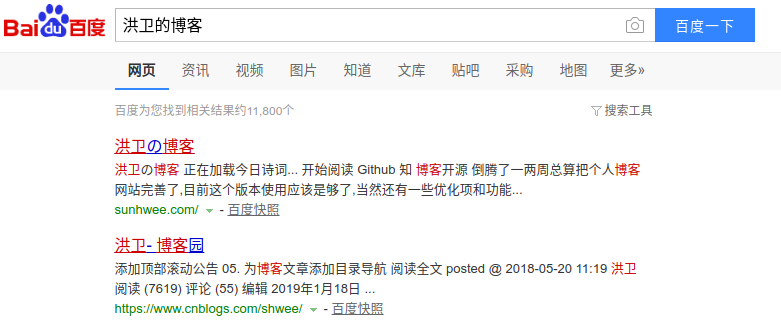 Bai du 百度 洪卫的博客 百度一下
网页 资讯 视频 图片 知道 文库 贴吧 采购 地图 更多»
百度为您找到相关结果约11,800个 搜索工具
洪卫の博客
洪卫の博客 正在加载今日诗词... 开始阅读 Github 知 博客开源 倒腾了一两周总算把个人博客
网站完善了,目前这个版本使用应该是够了,当然还有一些优化项和功能...
sunhwee.com/ - 百度快照
洪卫- 博客园
添加顶部滚动公告 05. 为博客文章添加目录导航 阅读全文 posted @ 2018-05-20 11:19 洪卫
阅读 (7619) 评论 (55) 编辑 2019年1月18日 ...
https://www.cnblogs.com/shwee/ - 百度快照